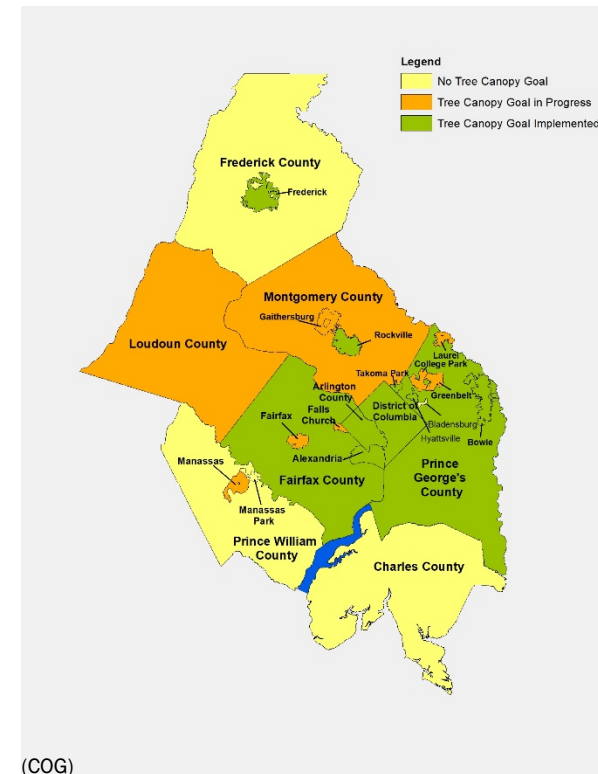 Legend
No Tree Canopy Goal
Tree Canopy Goal in Progress
Tree Canopy Goal Implemented
Frederick County
Frederick
Montgomery County
Gaithersburg
Rockville
Loudoun County
Laurel
College Park
Takoma Park
Arlington
County
Greenbelt
District of
Columbia
Falls
Church
Fairfax
Bladensburg
Hyattsville
Bowie
Alexandria
Manassas
Fairfax County
Prince
George's
County
Manassas
Park
Prince William
County
Charles County
(COG)